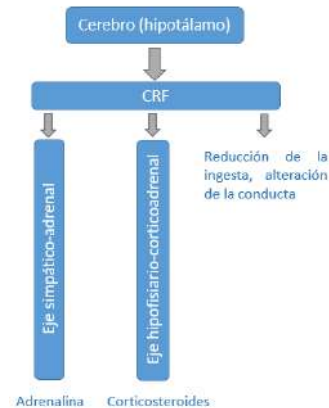 Cerebro (hipotálamo)
CRF
Eje simpático-adrenal
Eje hipofisiario-corticoadrenal
Reducción de la
ingesta, alteración
de la conducta
Adrenalina
Corticosteroides